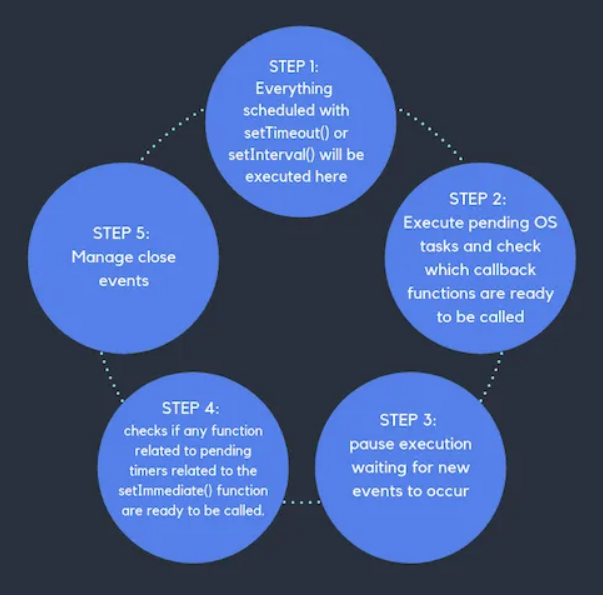 STEP 1:
Everything
scheduled with
setTimeout() or
setInterval() will be
executed here
STEP 2:
Execute pending OS
tasks and check
which callback
functions are ready
to be called
STEP 3:
pause execution
waiting for new
events to occur
STEP 4:
checks if any function
related to pending
timers related to the
setImmediate() function
are ready to be called.
STEP 5:
Manage close
events